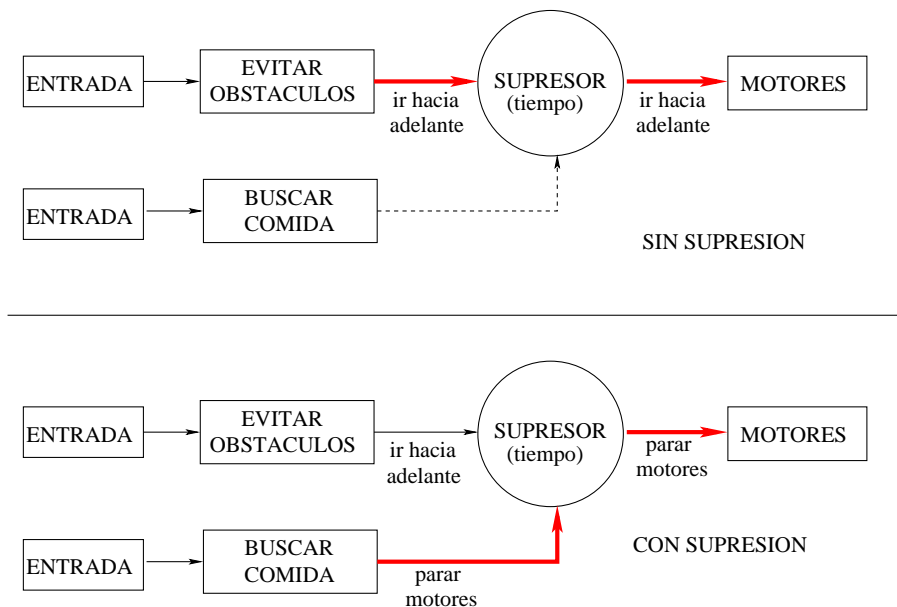 ENTRADA
EVITAR
OBSTACULOS
ir hacia
adelante
SUPRESOR
(tiempo)
ir hacia
adelante
MOTORES
ENTRADA
BUSCAR
COMIDA
SIN SUPRESION
ENTRADA
EVITAR
OBSTACULOS
ir hacia
adelante
SUPRESOR
(tiempo)
parar
motores
MOTORES
ENTRADA
BUSCAR
COMIDA
parar
motores
CON SUPRESION